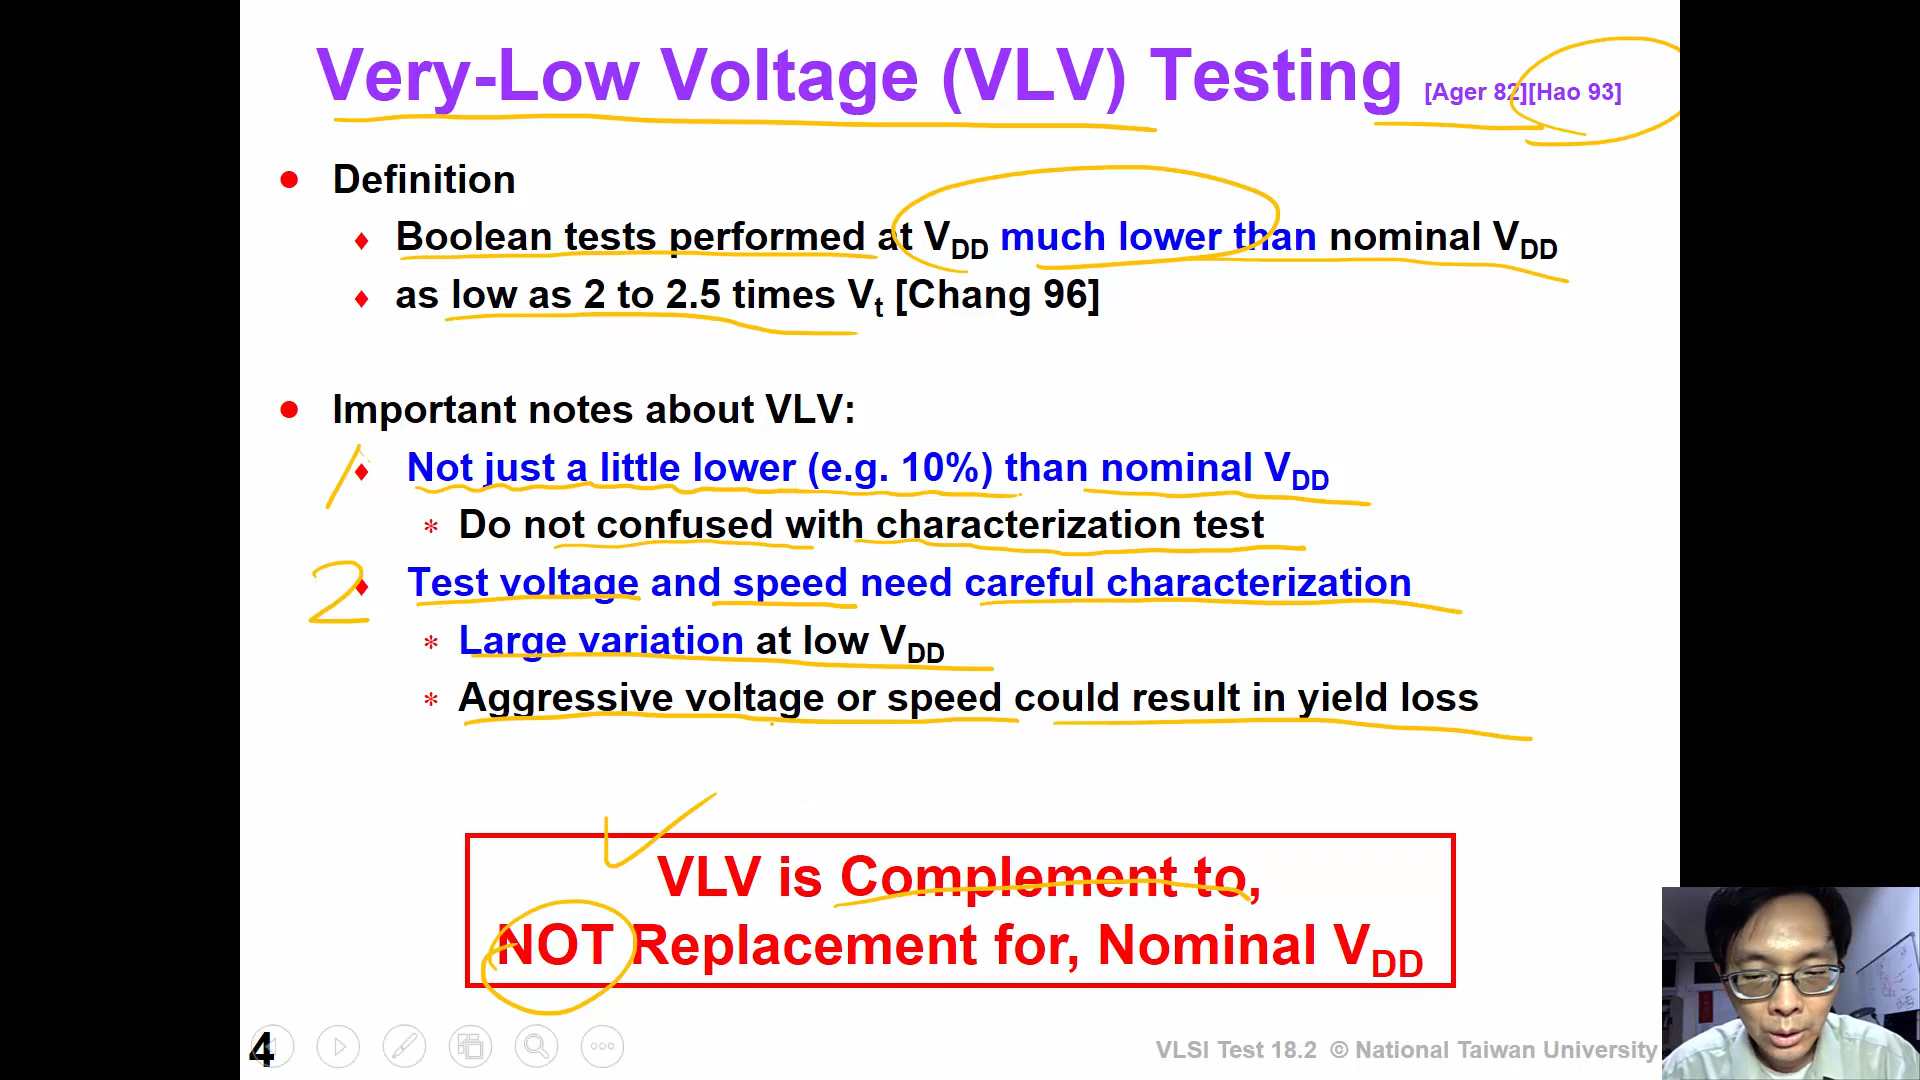 Very-Low Voltage (VLV) Testing [Ager 82][Hao 93]
• Definition
♦ Boolean tests performed at VDD much lower than nominal VDD
♦ as low as 2 to 2.5 times Vt [Chang 96]
• Important notes about VLV:
1 ♦ Not just a little lower (e.g. 10%) than nominal VDD
* Do not confused with characterization test
2 ♦ Test voltage and speed need careful characterization
* Large variation at low VDD
* Aggressive voltage or speed could result in yield loss
VLV is Complement to,
NOT Replacement for, Nominal VDD
4
VLSI Test 18.2 © National Taiwan University